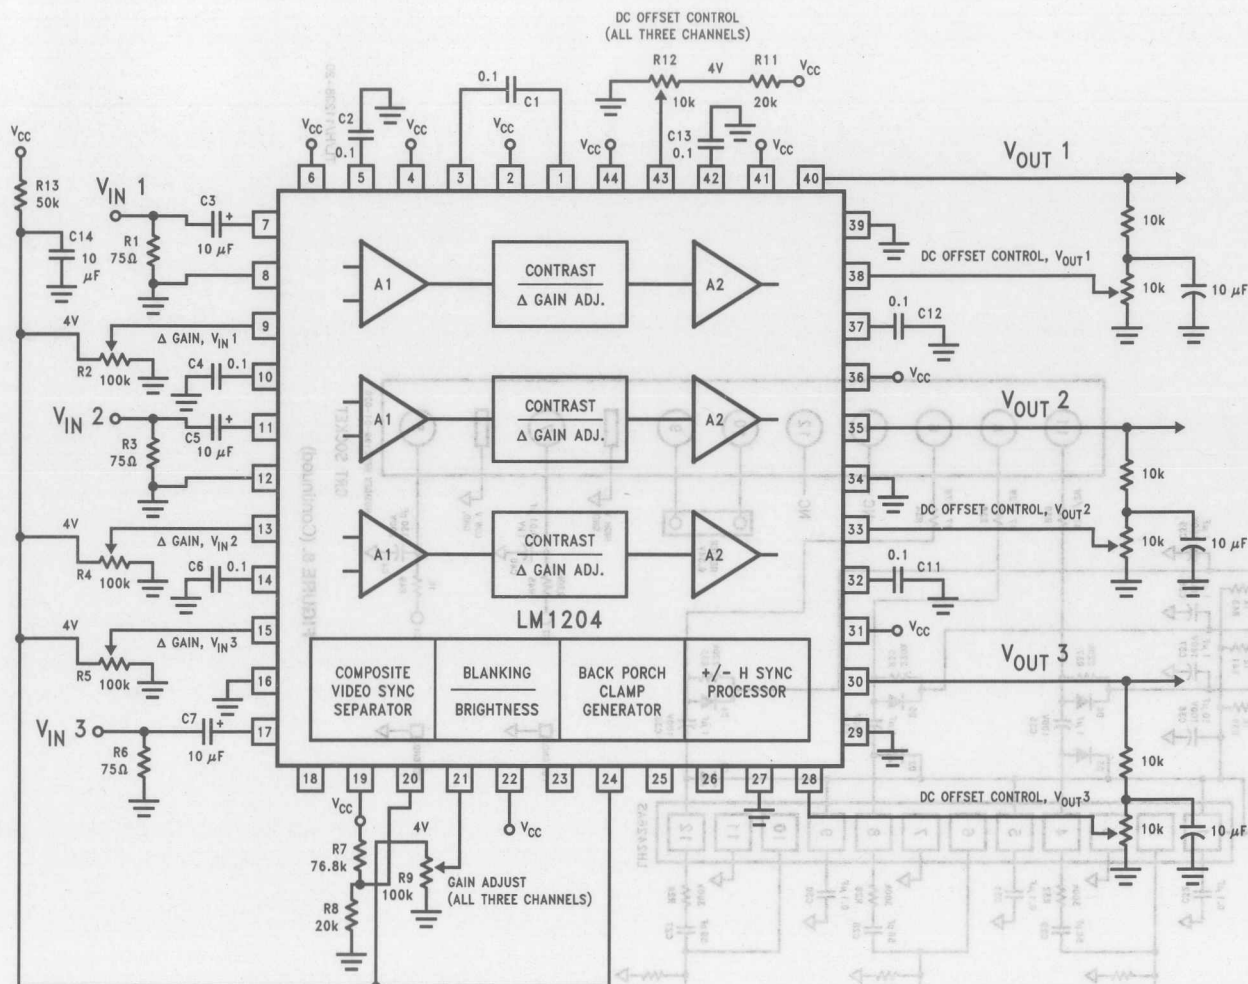 DC OFFSET CONTROL
(ALL THREE CHANNELS)
R12
4V
R11
VCC
10k
20k
0.1
C1
C2
0.1
C13
0.1
VCC
VCC
VCC
VCC
VCC
6
5
4
3
2
1
44
43
42
41
40
VCC
R13
50k
C14
10
μF
VIN 1
C3
+
10 μF
R1
75Ω
7
8
4V
Δ GAIN, VIN1
R2
100k
9
C4
0.1
10
VIN 2
C5
+
10 μF
R3
75Ω
11
12
4V
Δ GAIN, VIN2
R4
100k
13
C6
0.1
14
4V
Δ GAIN, VIN3
R5
100k
15
16
VIN 3
C7
+
10 μF
R6
75Ω
17
A1
CONTRAST
Δ GAIN ADJ.
A2
A1
CONTRAST
Δ GAIN ADJ.
A2
A1
CONTRAST
Δ GAIN ADJ.
A2
LM1204
COMPOSITE
VIDEO SYNC
SEPARATOR
BLANKING
BRIGHTNESS
BACK PORCH
CLAMP
GENERATOR
+/- H SYNC
PROCESSOR
VOUT 1
39
10k
38
DC OFFSET CONTROL, VOUT1
10k
10 μF
37
0.1
C12
36
VCC
VOUT 2
35
34
10k
33
DC OFFSET CONTROL, VOUT2
10k
10 μF
32
0.1
C11
31
VCC
VOUT 3
30
29
10k
DC OFFSET CONTROL, VOUT3
10k
10 μF
18
19
20
21
22
23
24
25
26
27
28
VCC
R7
76.8k
R8
20k
4V
R9
100k
GAIN ADJUST
(ALL THREE CHANNELS)
VCC
FIGURE 8. (Continued)
CRT SOCKET